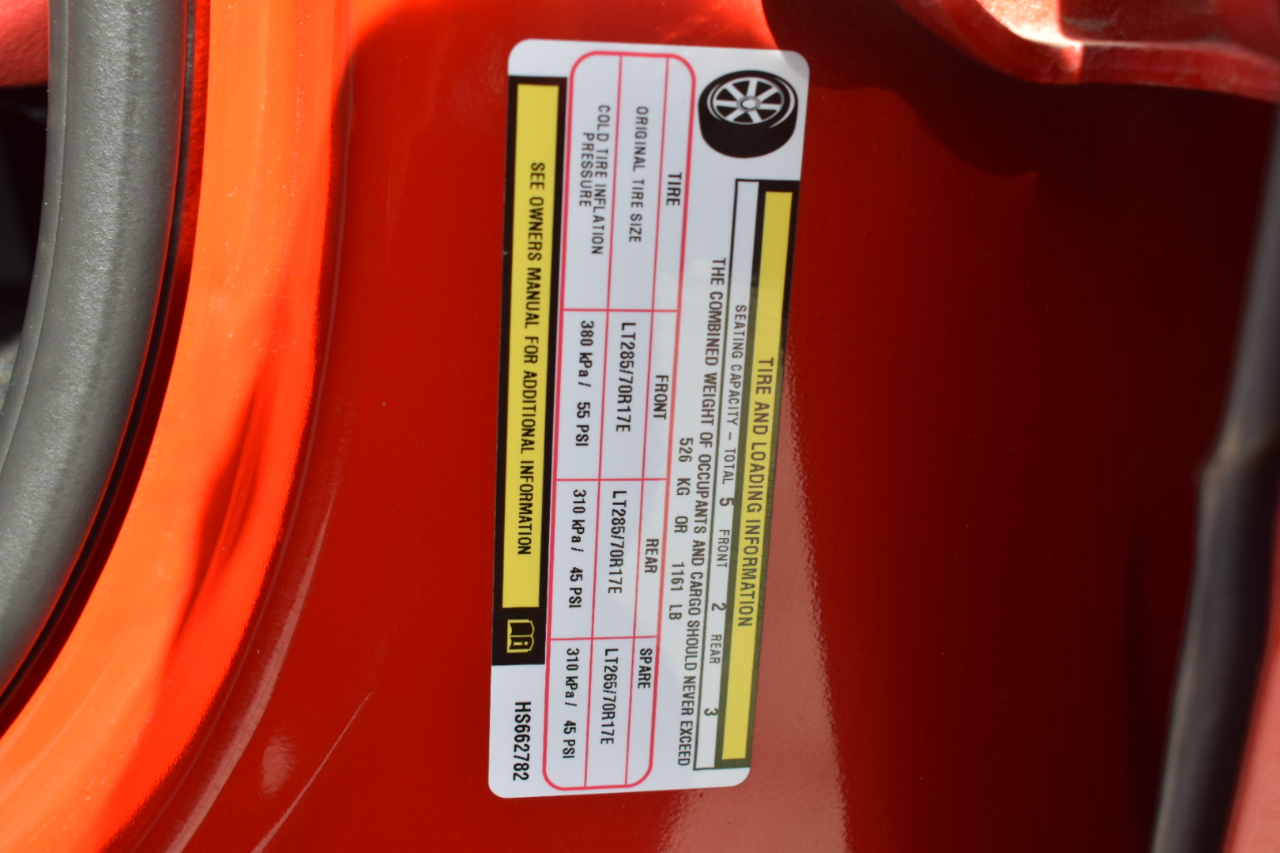 TIRE AND LOADING INFORMATION
SEATING CAPACITY – TOTAL 5 FRONT 2 REAR 3
THE COMBINED WEIGHT OF OCCUPANTS AND CARGO SHOULD NEVER EXCEED
526 KG OR 1161 LB
TIRE FRONT REAR SPARE
ORIGINAL TIRE SIZE LT285/70R17E LT285/70R17E LT265/70R17E
COLD TIRE INFLATION
PRESSURE 380 kPa / 55 PSI 310 kPa / 45 PSI 310 kPa / 45 PSI
SEE OWNERS MANUAL FOR ADDITIONAL INFORMATION
HS662782